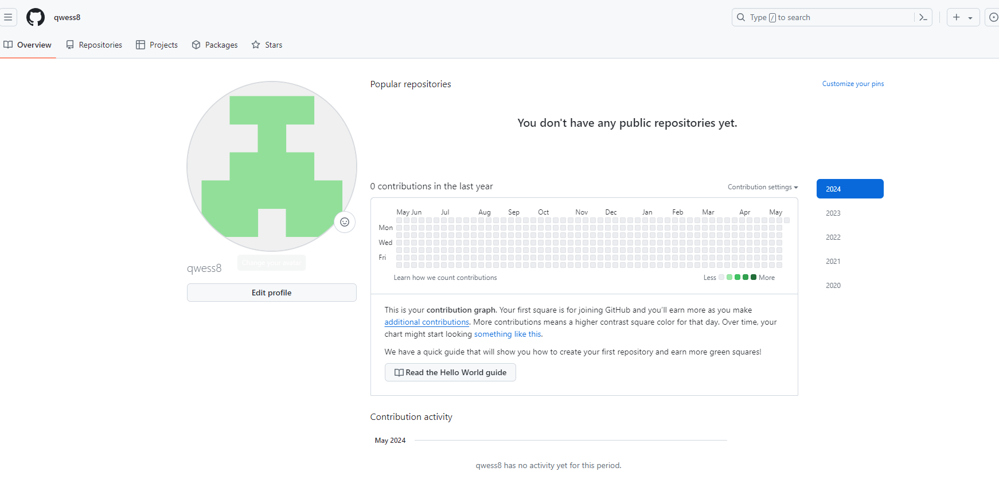 qwess8
Type / to search
Overview
Repositories
Projects
Packages
Stars
Popular repositories
Customize your pins
You don't have any public repositories yet.
0 contributions in the last year
Contribution settings
2024
2023
2022
2021
2020
May Jun Jul Aug Sep Oct Nov Dec Jan Feb Mar Apr May
Mon
Wed
Fri
Learn how we count contributions
Less More
Change your avatar
qwess8
Edit profile
This is your contribution graph. Your first square is for joining GitHub and you'll earn more as you make
additional contributions. More contributions means a higher contrast square color for that day. Over time, your
chart might start looking something like this.
We have a quick guide that will show you how to create your first repository and earn more green squares!
Read the Hello World guide
Contribution activity
May 2024
qwess8 has no activity yet for this period.